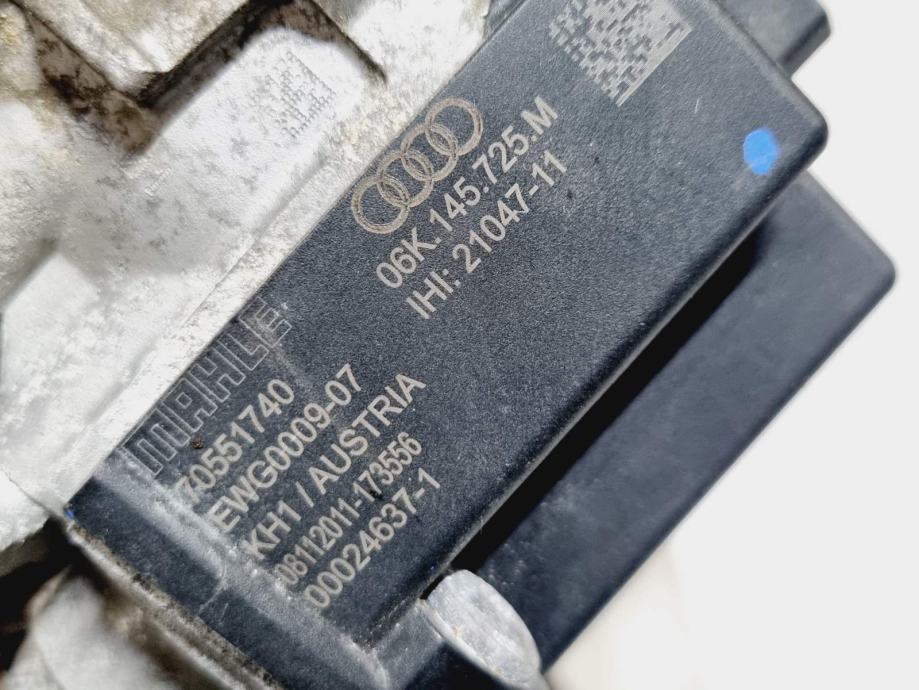 06K.145.725.M
IHI: 21047-11
MAHLE
70551740
EWG0009-07
KH1 / AUSTRIA
08112011-173556
00024637-1